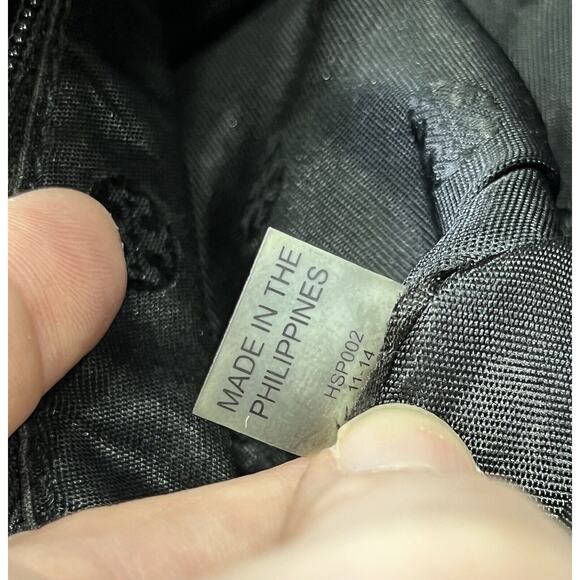 MADE IN THE
PHILIPPINES
HSP002
11-14